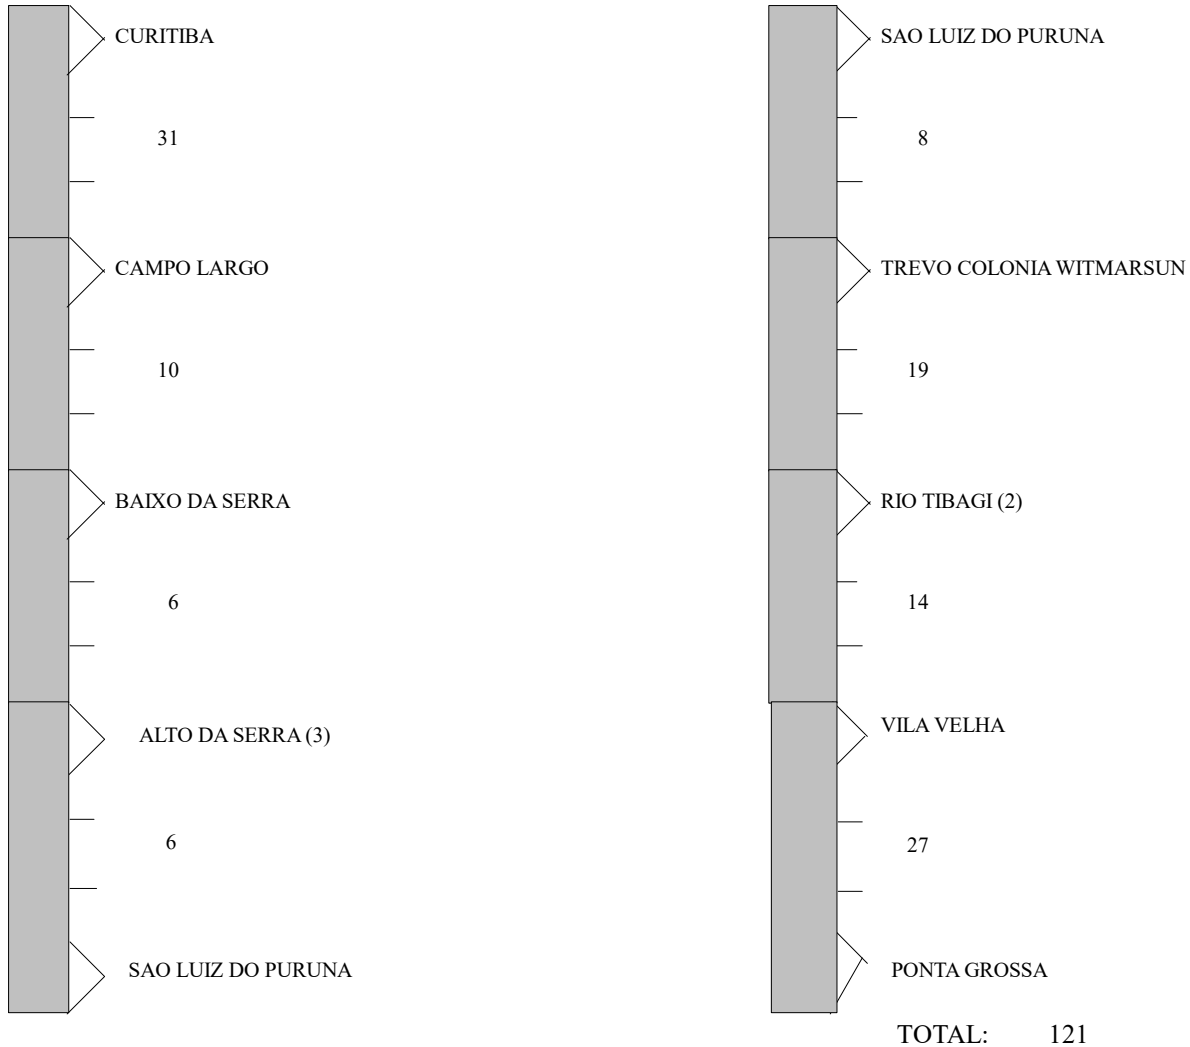 CURITIBA
31
CAMPO LARGO
10
BAIXO DA SERRA
6
ALTO DA SERRA (3)
6
SAO LUIZ DO PURUNA
SAO LUIZ DO PURUNA
8
TREVO COLONIA WITMARSUN
19
RIO TIBAGI (2)
14
VILA VELHA
27
PONTA GROSSA
TOTAL: 121